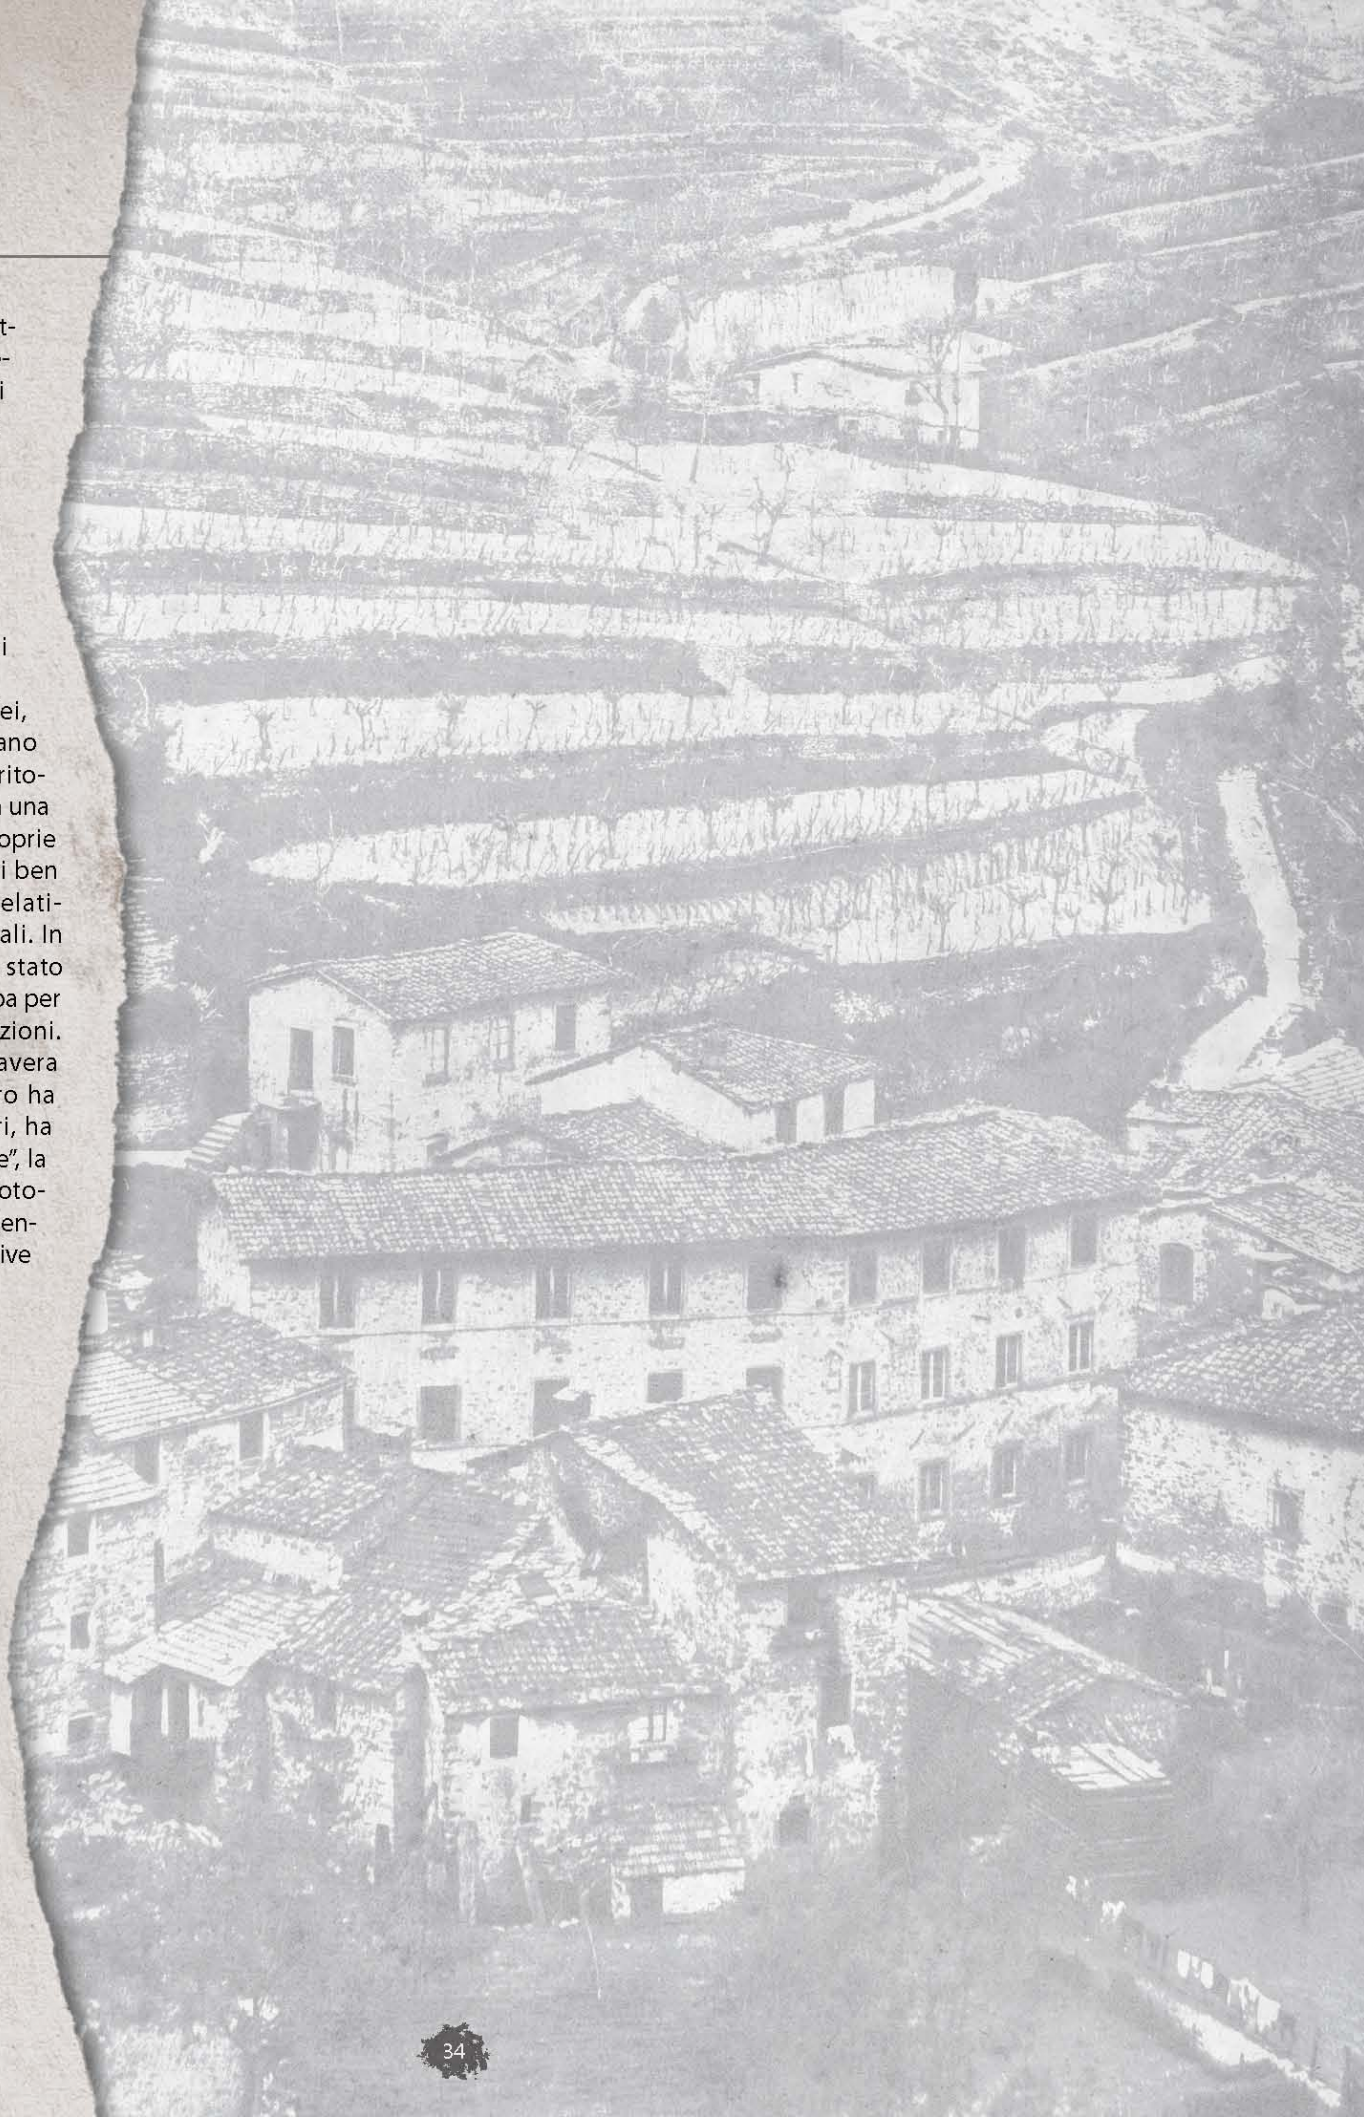 t-
-
i
i
ei,
ano
rito-
una
oprie
i ben
elati-
ali. In
stato
pa per
zioni.
avera
ro ha
ri, ha
e”, la
oto-
en-
ive
34